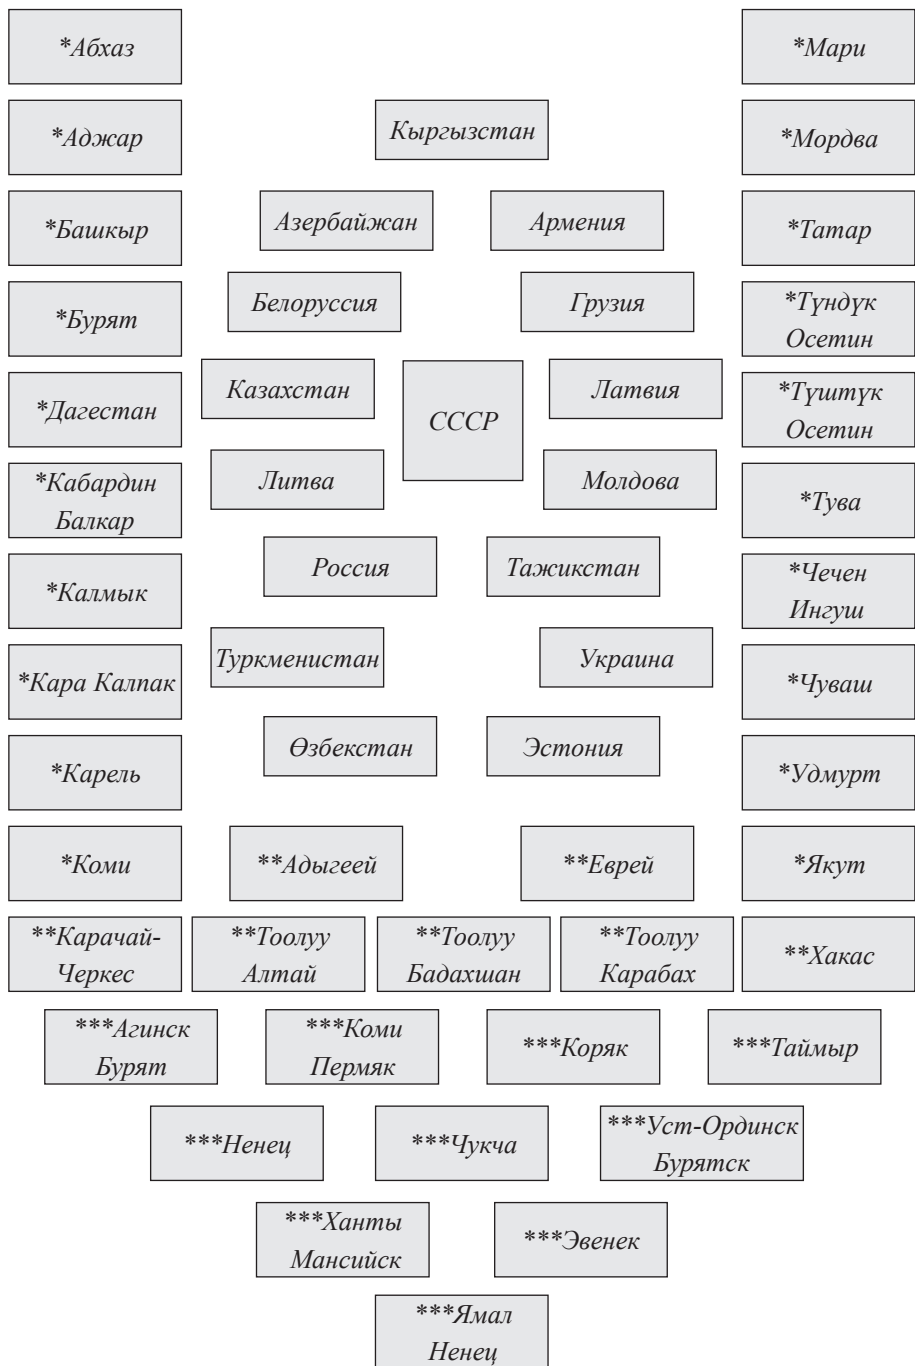 *Абхаз
*Мари
*Аджар
Кыргызстан
*Мордва
*Башкыр
Азербайжан
Армения
*Татар
*Бурят
Белоруссия
Грузия
*Түндүк
Осетин
*Дагестан
Казахстан
СССР
Латвия
*Түштүк
Осетин
*Кабардин
Балкар
Литва
Молдова
*Тува
*Калмык
Россия
Тажикстан
*Чечен
Ингуш
*Кара Калпак
Туркменистан
Украина
*Чуваш
*Карель
Өзбекстан
Эстония
*Удмурт
*Коми
**Адыгеей
**Еврей
*Якут
**Карачай-
Черкес
**Тоолуу
Алтай
**Тоолуу
Бадахшан
**Тоолуу
Карабах
**Хакас
***Агинск
Бурят
***Коми
Пермяк
***Коряк
***Таймыр
***Ненец
***Чукча
***Уст-Ординск
Бурятск
***Ханты
Мансийск
***Эвенек
***Ямал
Ненец